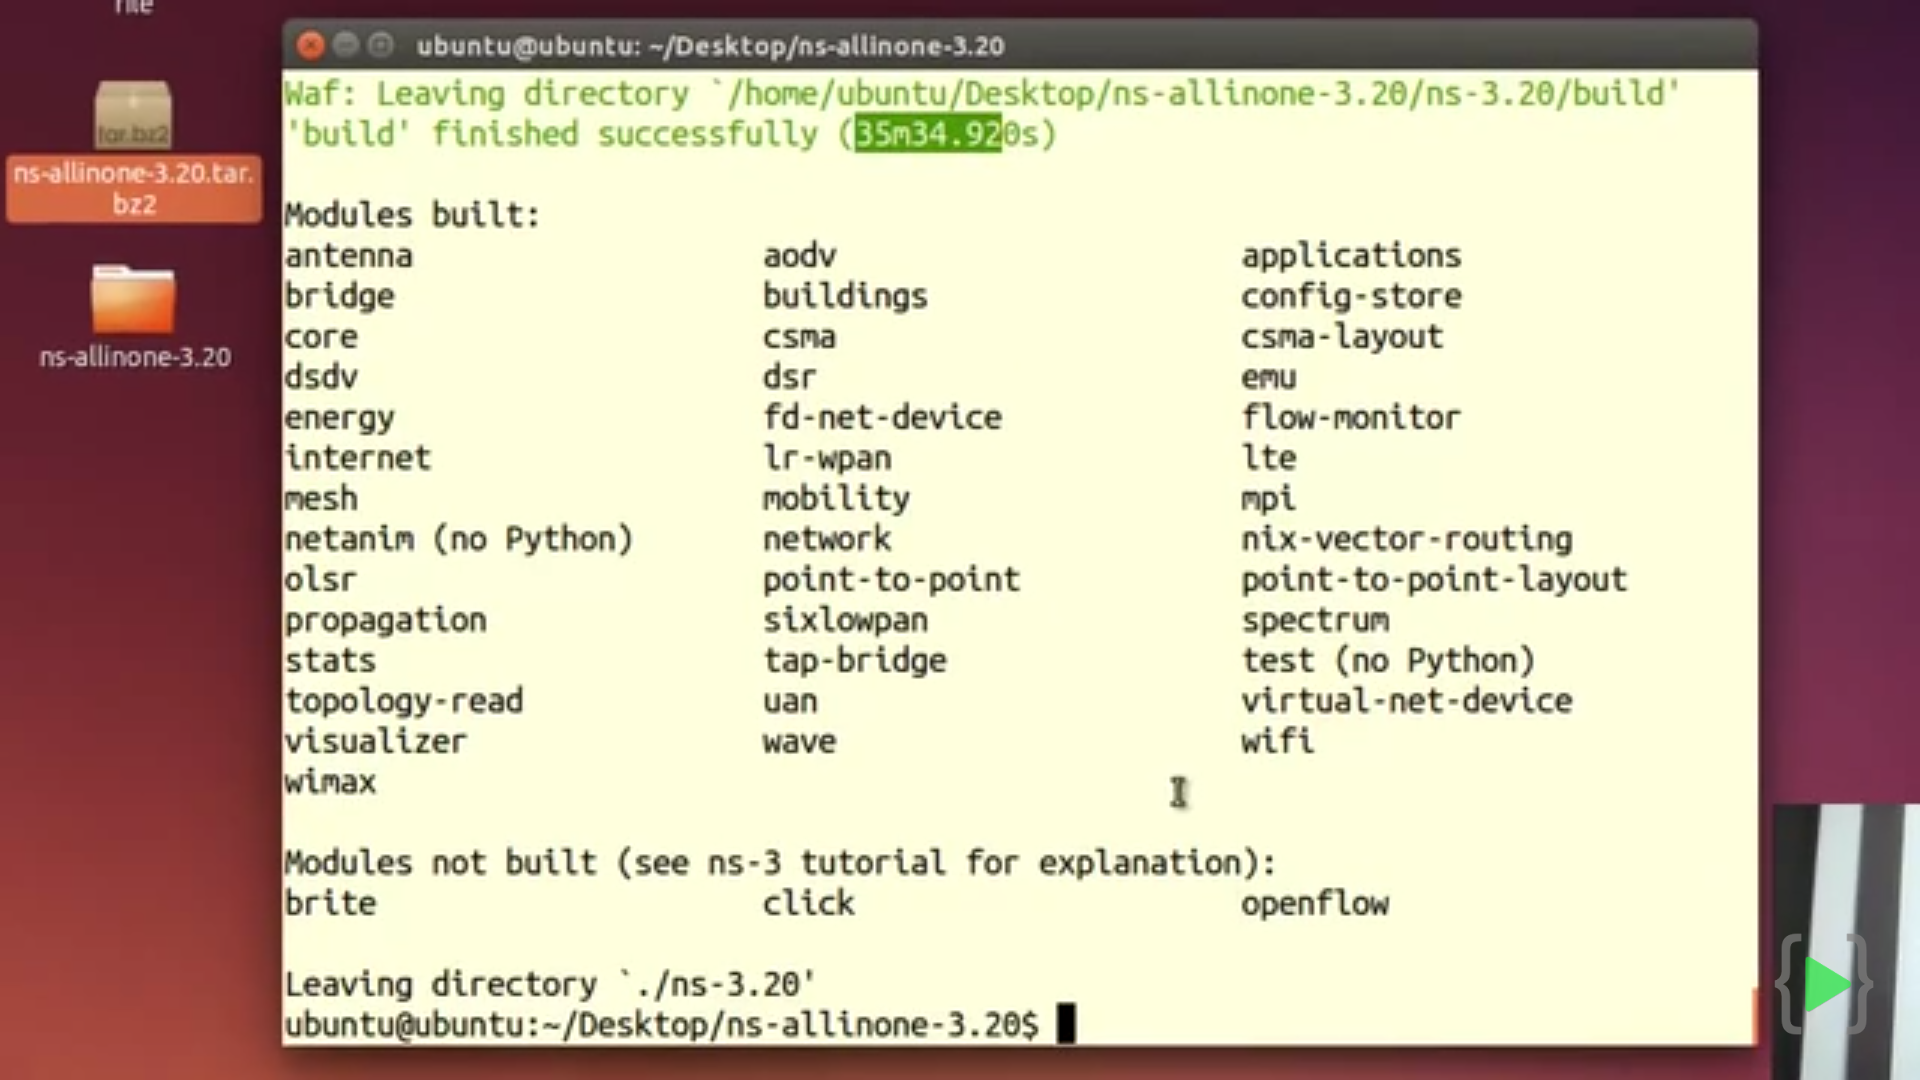 file
ubuntu@ubuntu: ~/Desktop/ns-allinone-3.20
tar.bz2
ns-allinone-3.20.tar.
bz2
ns-allinone-3.20
Waf: Leaving directory `/home/ubuntu/Desktop/ns-allinone-3.20/ns-3.20/build'
'build' finished successfully (35m34.920s)
Modules built:
antenna aodv applications
bridge buildings config-store
core csma csma-layout
dsdv dsr emu
energy fd-net-device flow-monitor
internet lr-wpan lte
mesh mobility mpi
netanim (no Python) network nix-vector-routing
olsr point-to-point point-to-point-layout
propagation sixlowpan spectrum
stats tap-bridge test (no Python)
topology-read uan virtual-net-device
visualizer wave wifi
wimax
Modules not built (see ns-3 tutorial for explanation):
brite click openflow
Leaving directory `./ns-3.20'
ubuntu@ubuntu:~/Desktop/ns-allinone-3.20$